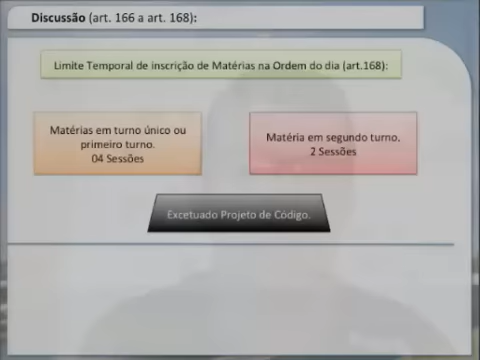 Discussão (art. 166 a art. 168):
Limite Temporal de inscrição de Matérias na Ordem do dia (art.168):
Matérias em turno único ou
primeiro turno.
04 Sessões
Matéria em segundo turno.
2 Sessões
Excetuado Projeto de Código.